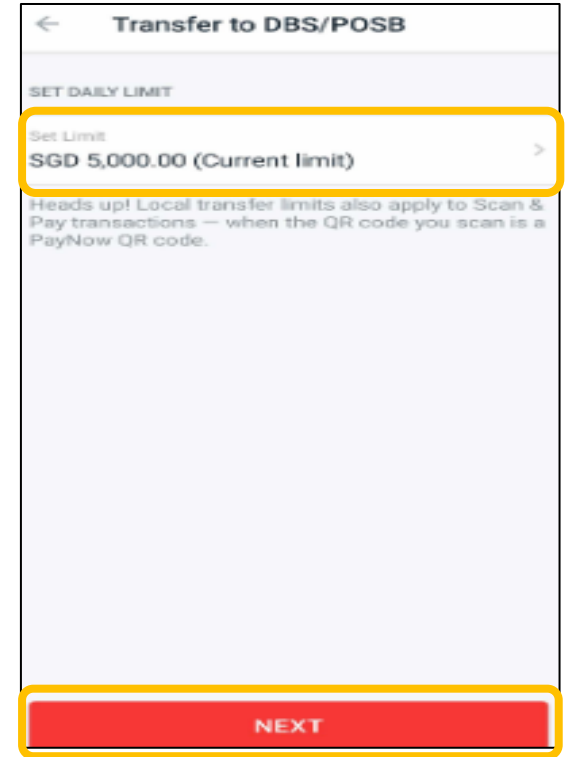 Transfer to DBS/POSB
SET DAILY LIMIT
Set Limit
SGD 5,000.00 (Current limit)
Heads up! Local transfer limits also apply to Scan &
Pay transactions — when the QR code you scan is a
PayNow QR code.
NEXT